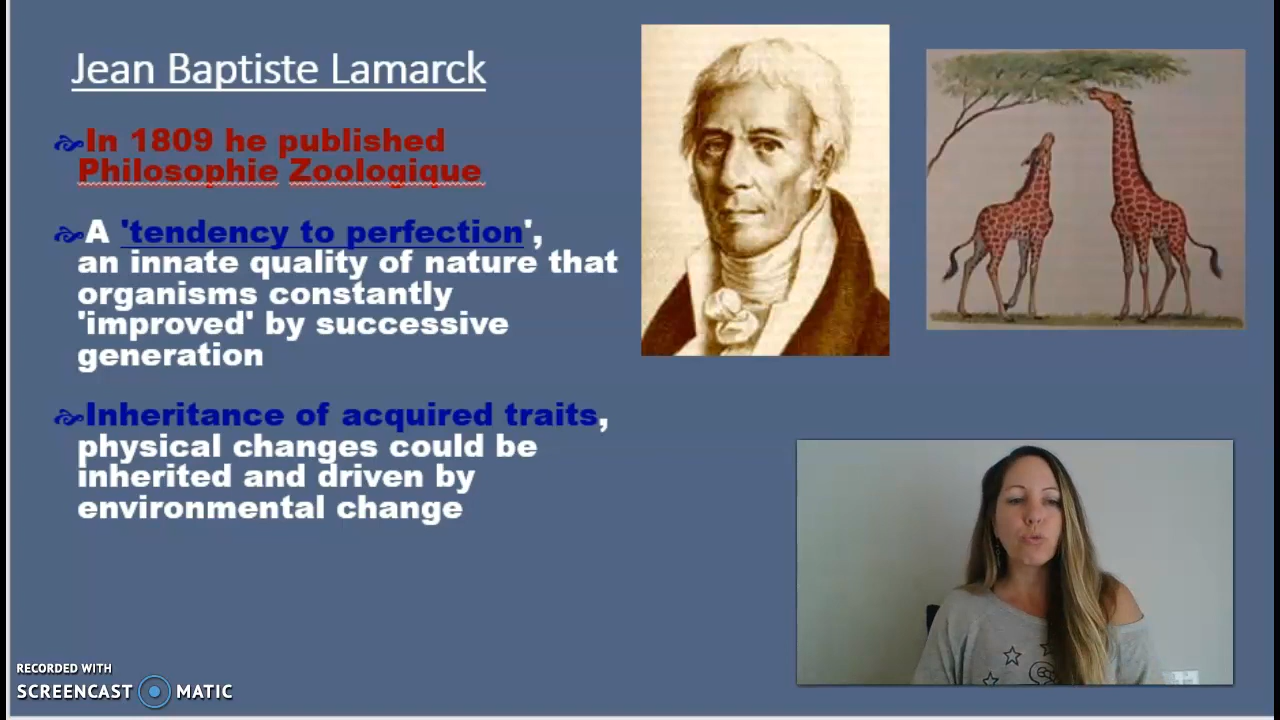 Jean Baptiste Lamarck
In 1809 he published
Philosophie Zoologique
A 'tendency to perfection',
an innate quality of nature that
organisms constantly
'improved' by successive
generation
Inheritance of acquired traits,
physical changes could be
inherited and driven by
environmental change
RECORDED WITH
SCREENCAST MATIC